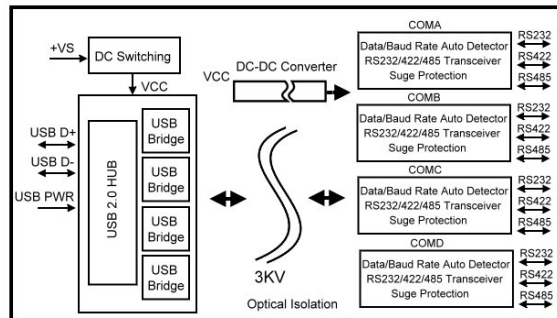 +VS
DC Switching
VCC
USB D+
USB D-
USB PWR
USB 2.0 HUB
USB
Bridge
USB
Bridge
USB
Bridge
USB
Bridge
DC-DC Converter
VCC
3KV
Optical Isolation
COMA
Data/Baud Rate Auto Detector
RS232/422/485 Transceiver
Suge Protection
RS232
RS422
RS485
COMB
Data/Baud Rate Auto Detector
RS232/422/485 Transceiver
Suge Protection
RS232
RS422
RS485
COMC
Data/Baud Rate Auto Detector
RS232/422/485 Transceiver
Suge Protection
RS232
RS422
RS485
COMD
Data/Baud Rate Auto Detector
RS232/422/485 Transceiver
Suge Protection
RS232
RS422
RS485